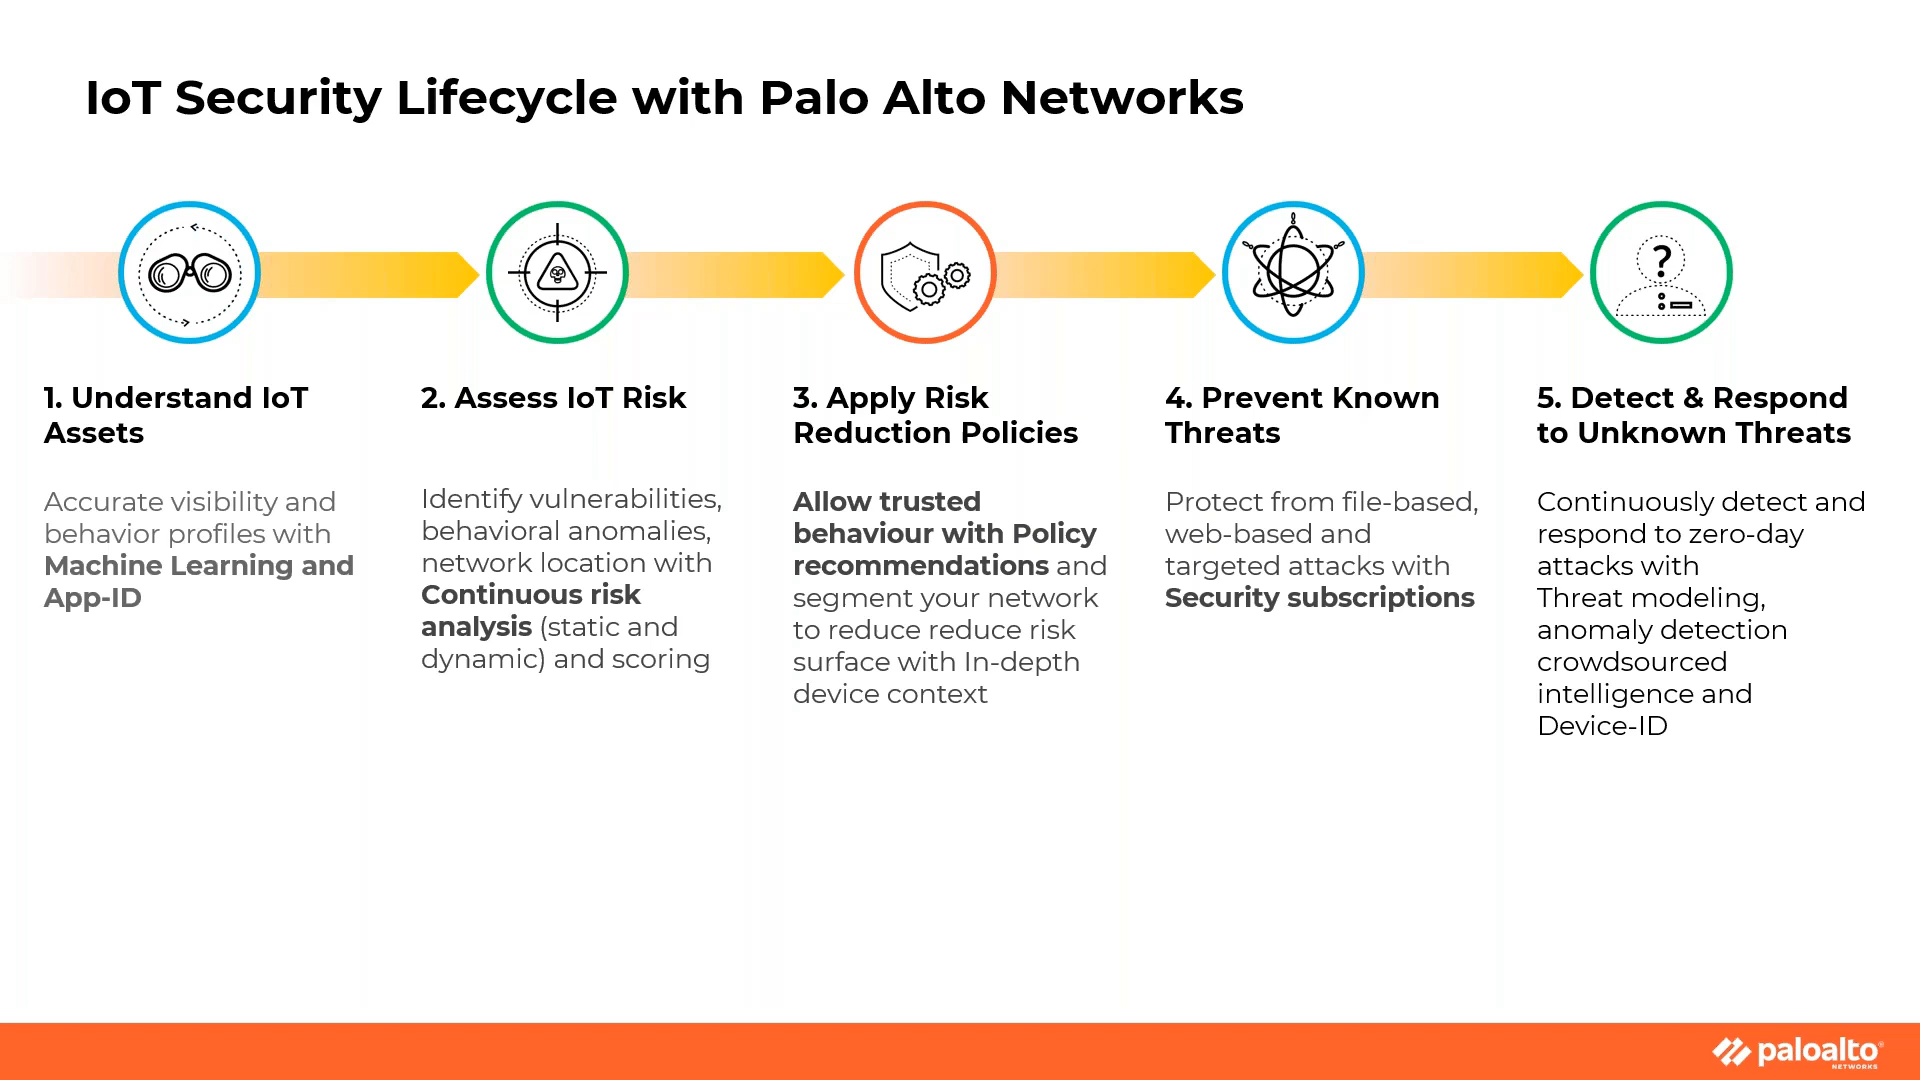 IoT Security Lifecycle with Palo Alto Networks
?
1. Understand IoT
Assets
Accurate visibility and
behavior profiles with
Machine Learning and
App-ID
2. Assess IoT Risk
Identify vulnerabilities,
behavioral anomalies,
network location with
Continuous risk
analysis (static and
dynamic) and scoring
3. Apply Risk
Reduction Policies
Allow trusted
behaviour with Policy
recommendations and
segment your network
to reduce reduce risk
surface with In-depth
device context
4. Prevent Known
Threats
Protect from file-based,
web-based and
targeted attacks with
Security subscriptions
5. Detect & Respond
to Unknown Threats
Continuously detect and
respond to zero-day
attacks with
Threat modeling,
anomaly detection
crowdsourced
intelligence and
Device-ID
paloalto®
NETWORKS